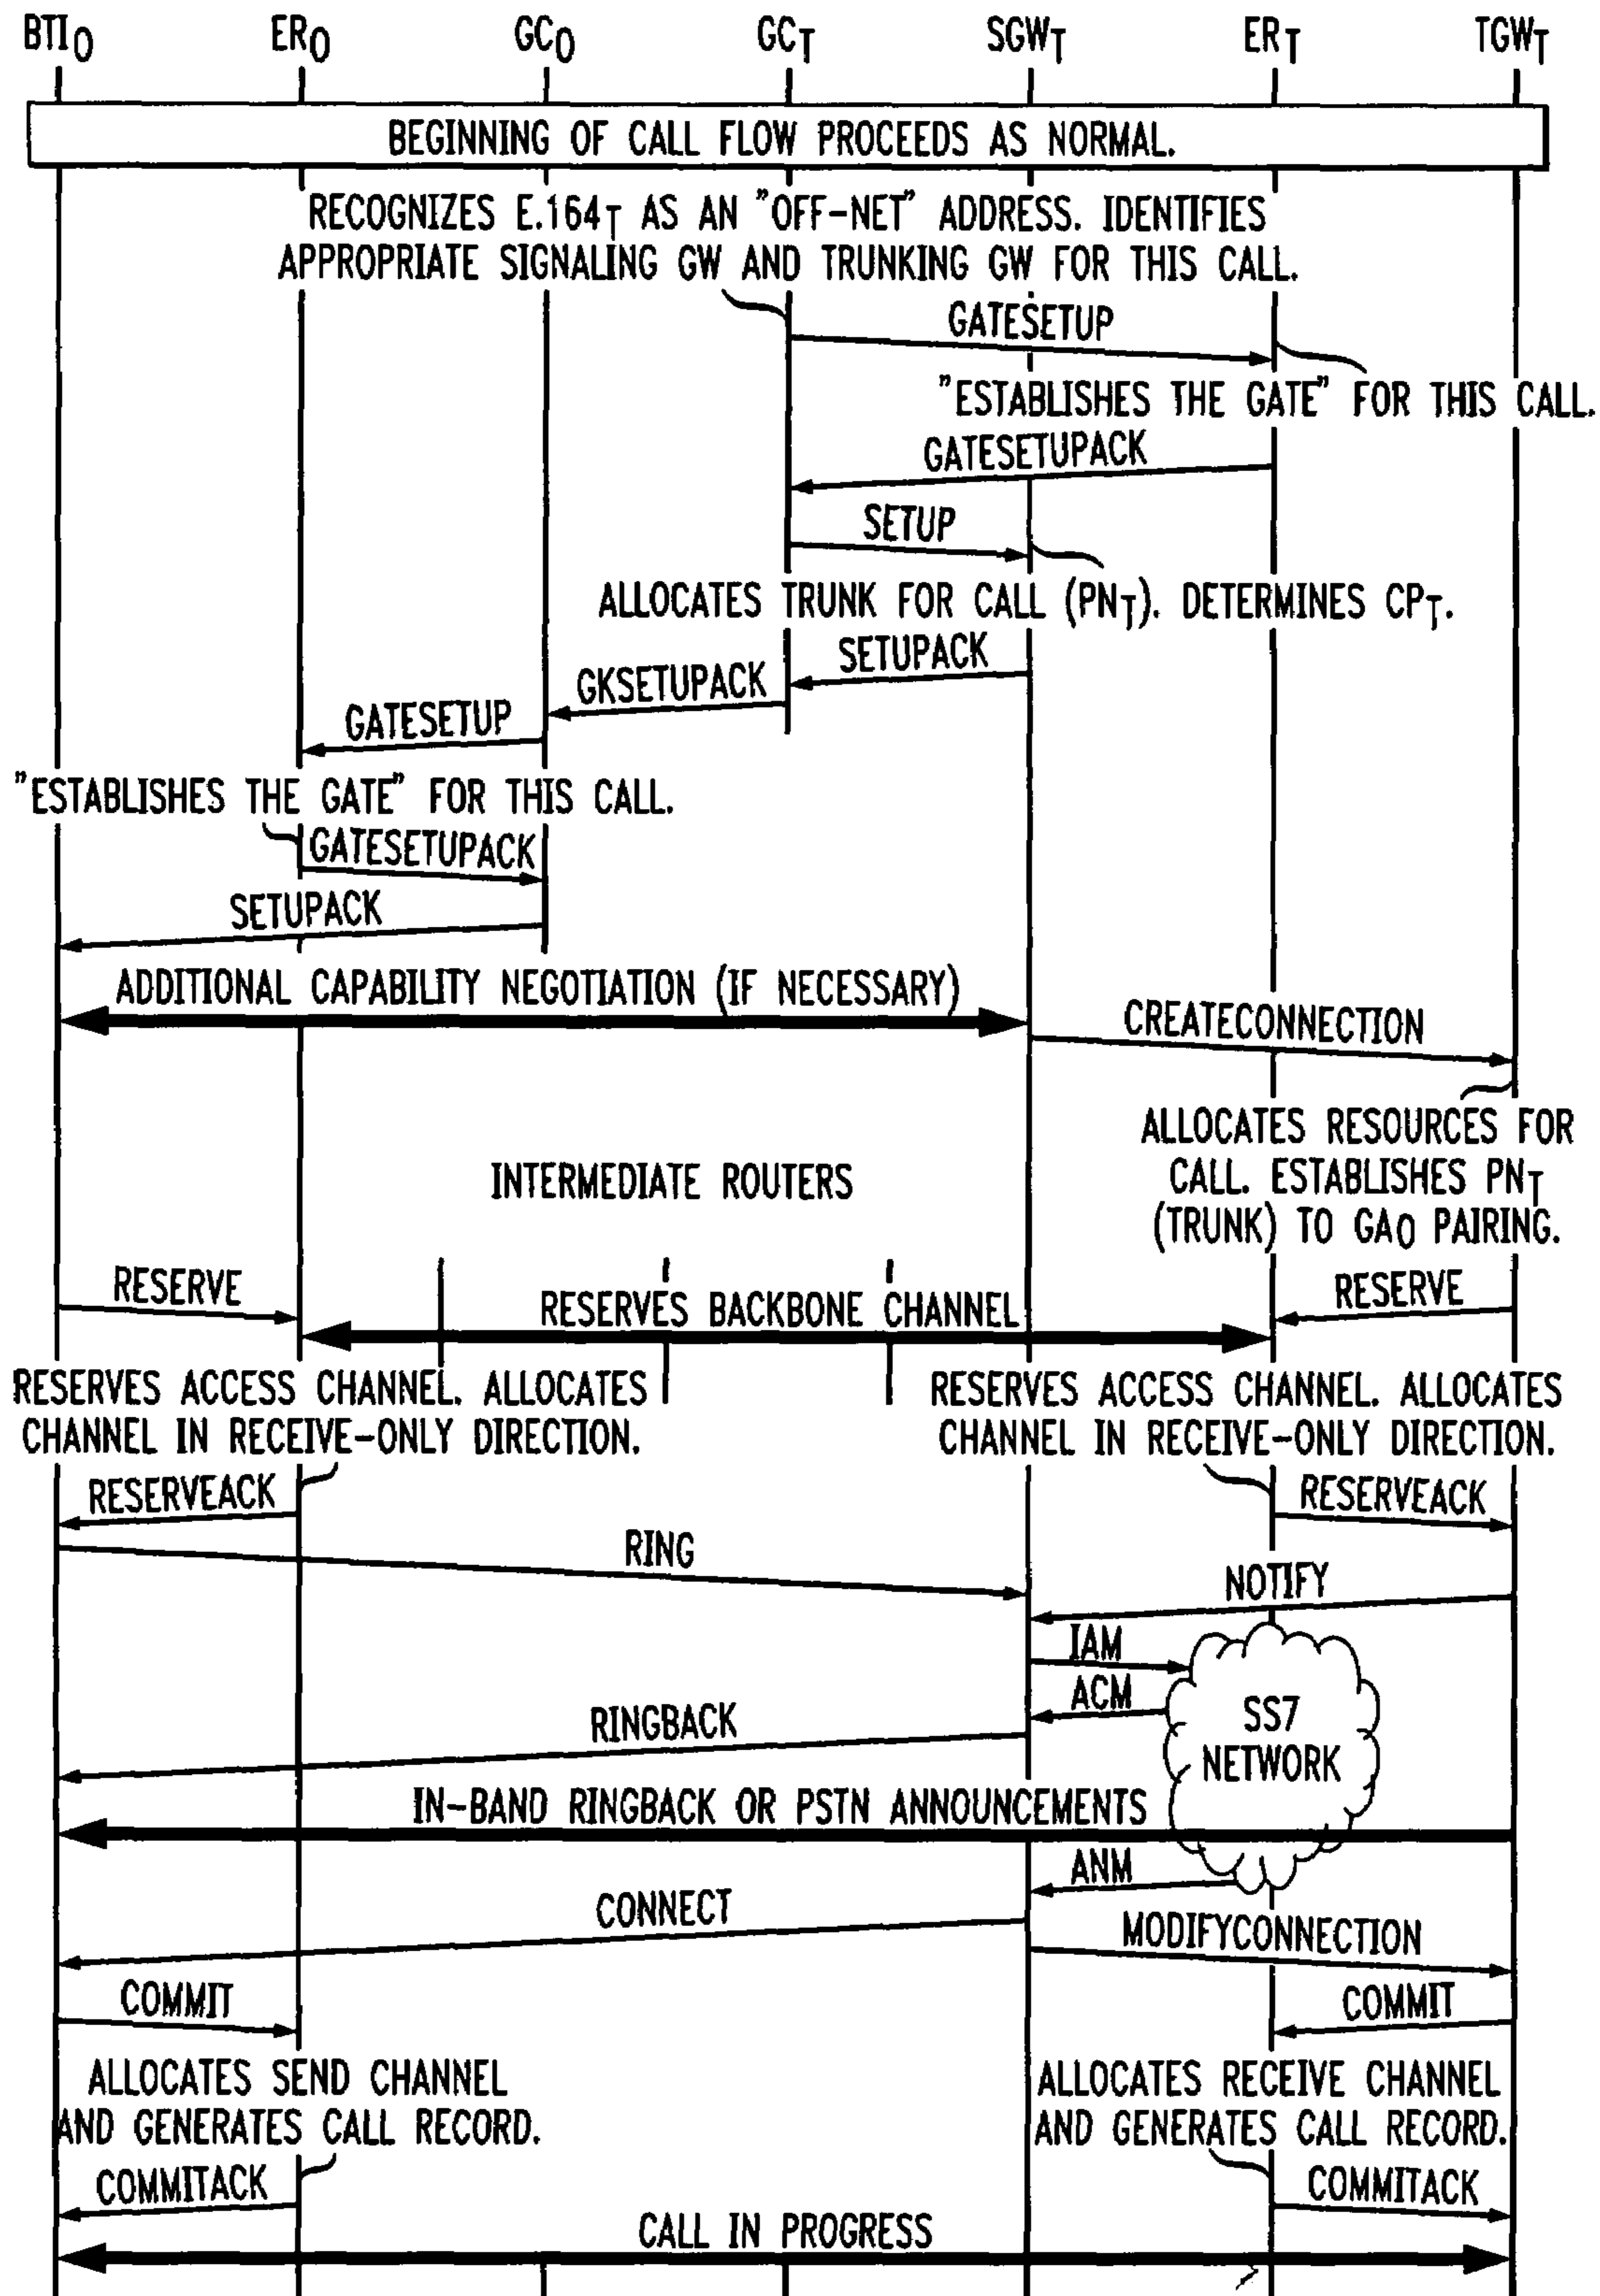 BTIO ERO GCO GCT SGWT ERT TGWT
BEGINNING OF CALL FLOW PROCEEDS AS NORMAL.
RECOGNIZES E.164T AS AN "OFF-NET" ADDRESS. IDENTIFIES
APPROPRIATE SIGNALING GW AND TRUNKING GW FOR THIS CALL.
GATESETUP
"ESTABLISHES THE GATE" FOR THIS CALL.
GATESETUPACK
SETUP
ALLOCATES TRUNK FOR CALL (PNT). DETERMINES CPT.
SETUPACK
GKSETUPACK
GATESETUP
"ESTABLISHES THE GATE" FOR THIS CALL.
GATESETUPACK
SETUPACK
ADDITIONAL CAPABILITY NEGOTIATION (IF NECESSARY)
CREATECONNECTION
ALLOCATES RESOURCES FOR
CALL. ESTABLISHES PNT
(TRUNK) TO GAO PAIRING.
INTERMEDIATE ROUTERS
RESERVE
RESERVES BACKBONE CHANNEL
RESERVE
RESERVES ACCESS CHANNEL. ALLOCATES
CHANNEL IN RECEIVE-ONLY DIRECTION.
RESERVES ACCESS CHANNEL. ALLOCATES
CHANNEL IN RECEIVE-ONLY DIRECTION.
RESERVEACK
RESERVEACK
RING
NOTIFY
IAM
ACM
SS7
NETWORK
RINGBACK
IN-BAND RINGBACK OR PSTN ANNOUNCEMENTS
ANM
CONNECT
MODIFYCONNECTION
COMMIT
COMMIT
ALLOCATES SEND CHANNEL
AND GENERATES CALL RECORD.
ALLOCATES RECEIVE CHANNEL
AND GENERATES CALL RECORD.
COMMITACK
COMMITACK
CALL IN PROGRESS